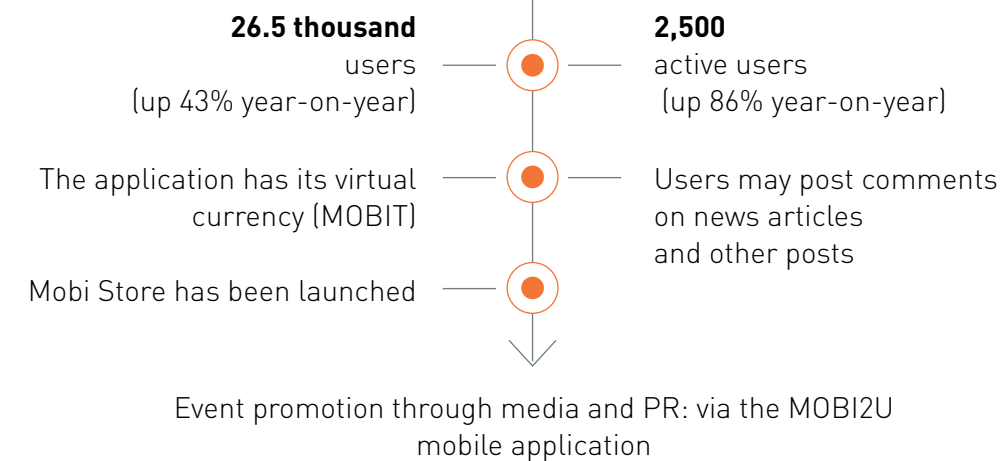 26.5 thousand
users
(up 43% year-on-year)
2,500
active users
(up 86% year-on-year)
The application has its virtual
currency (MOBIT)
Users may post comments
on news articles
and other posts
Mobi Store has been launched
Event promotion through media and PR: via the MOBI2U
mobile application